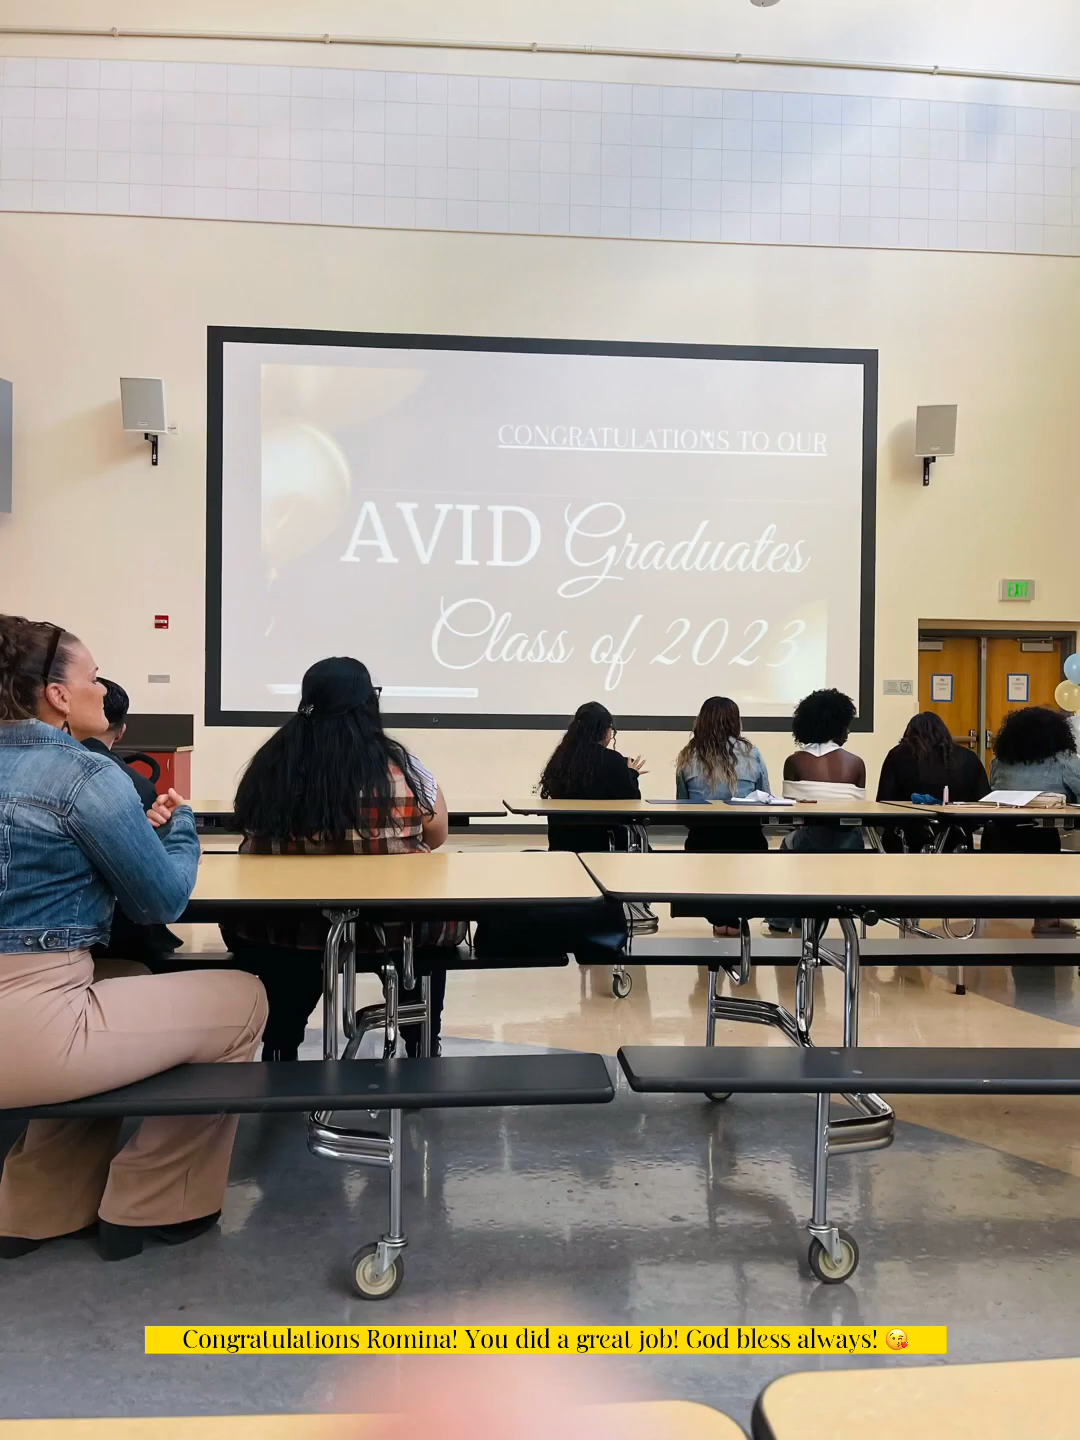 CONGRATULATIONS TO OUR
AVID Graduates
Class of 2023
EXIT
Congratulations Romina! You did a great job! God bless always! 😘